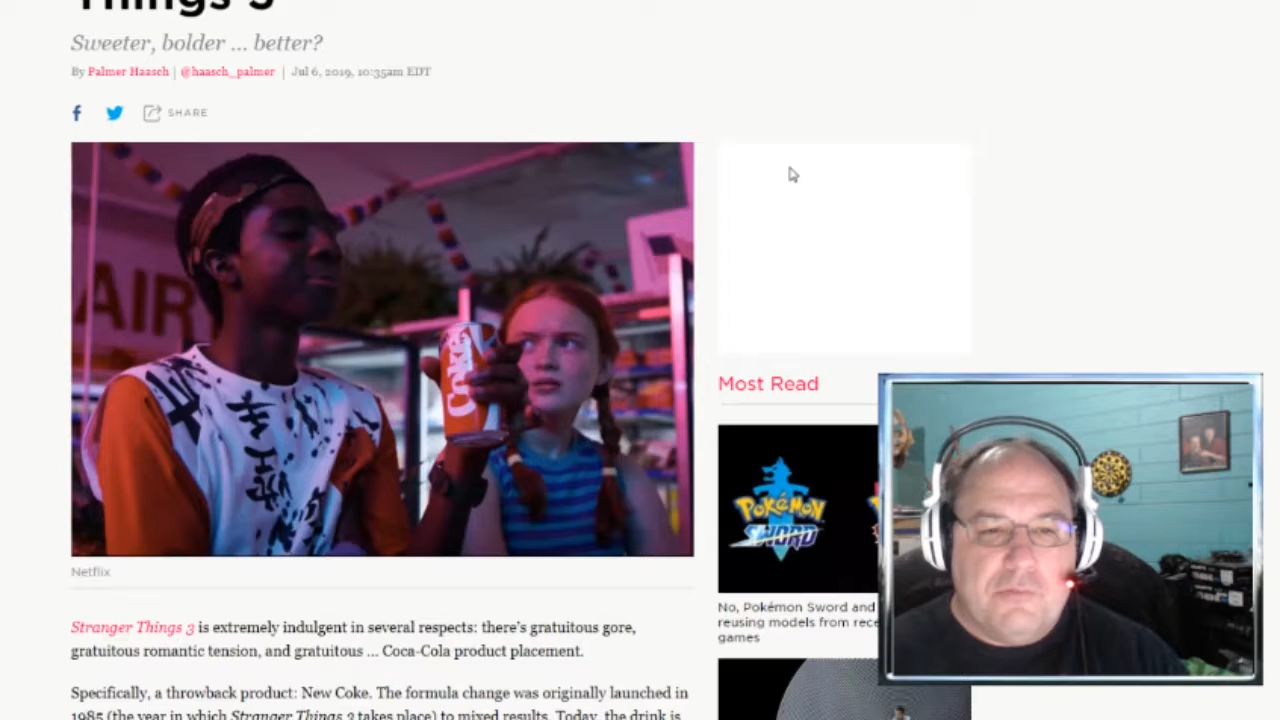 Things 3
Sweeter, bolder ... better?
By Palmer Haasch | @haasch_palmer | Jul 6, 2019, 10:35am EDT
SHARE
AIR
Coke
Most Read
POKéMON
SWORD
Netflix
No, Pokémon Sword and
reusing models from rece
games
Stranger Things 3 is extremely indulgent in several respects: there's gratuitous gore,
gratuitous romantic tension, and gratuitous ... Coca-Cola product placement.
Specifically, a throwback product: New Coke. The formula change was originally launched in
1985 (the year in which Stranger Things 3 takes place) to mixed results. Today, the drink is